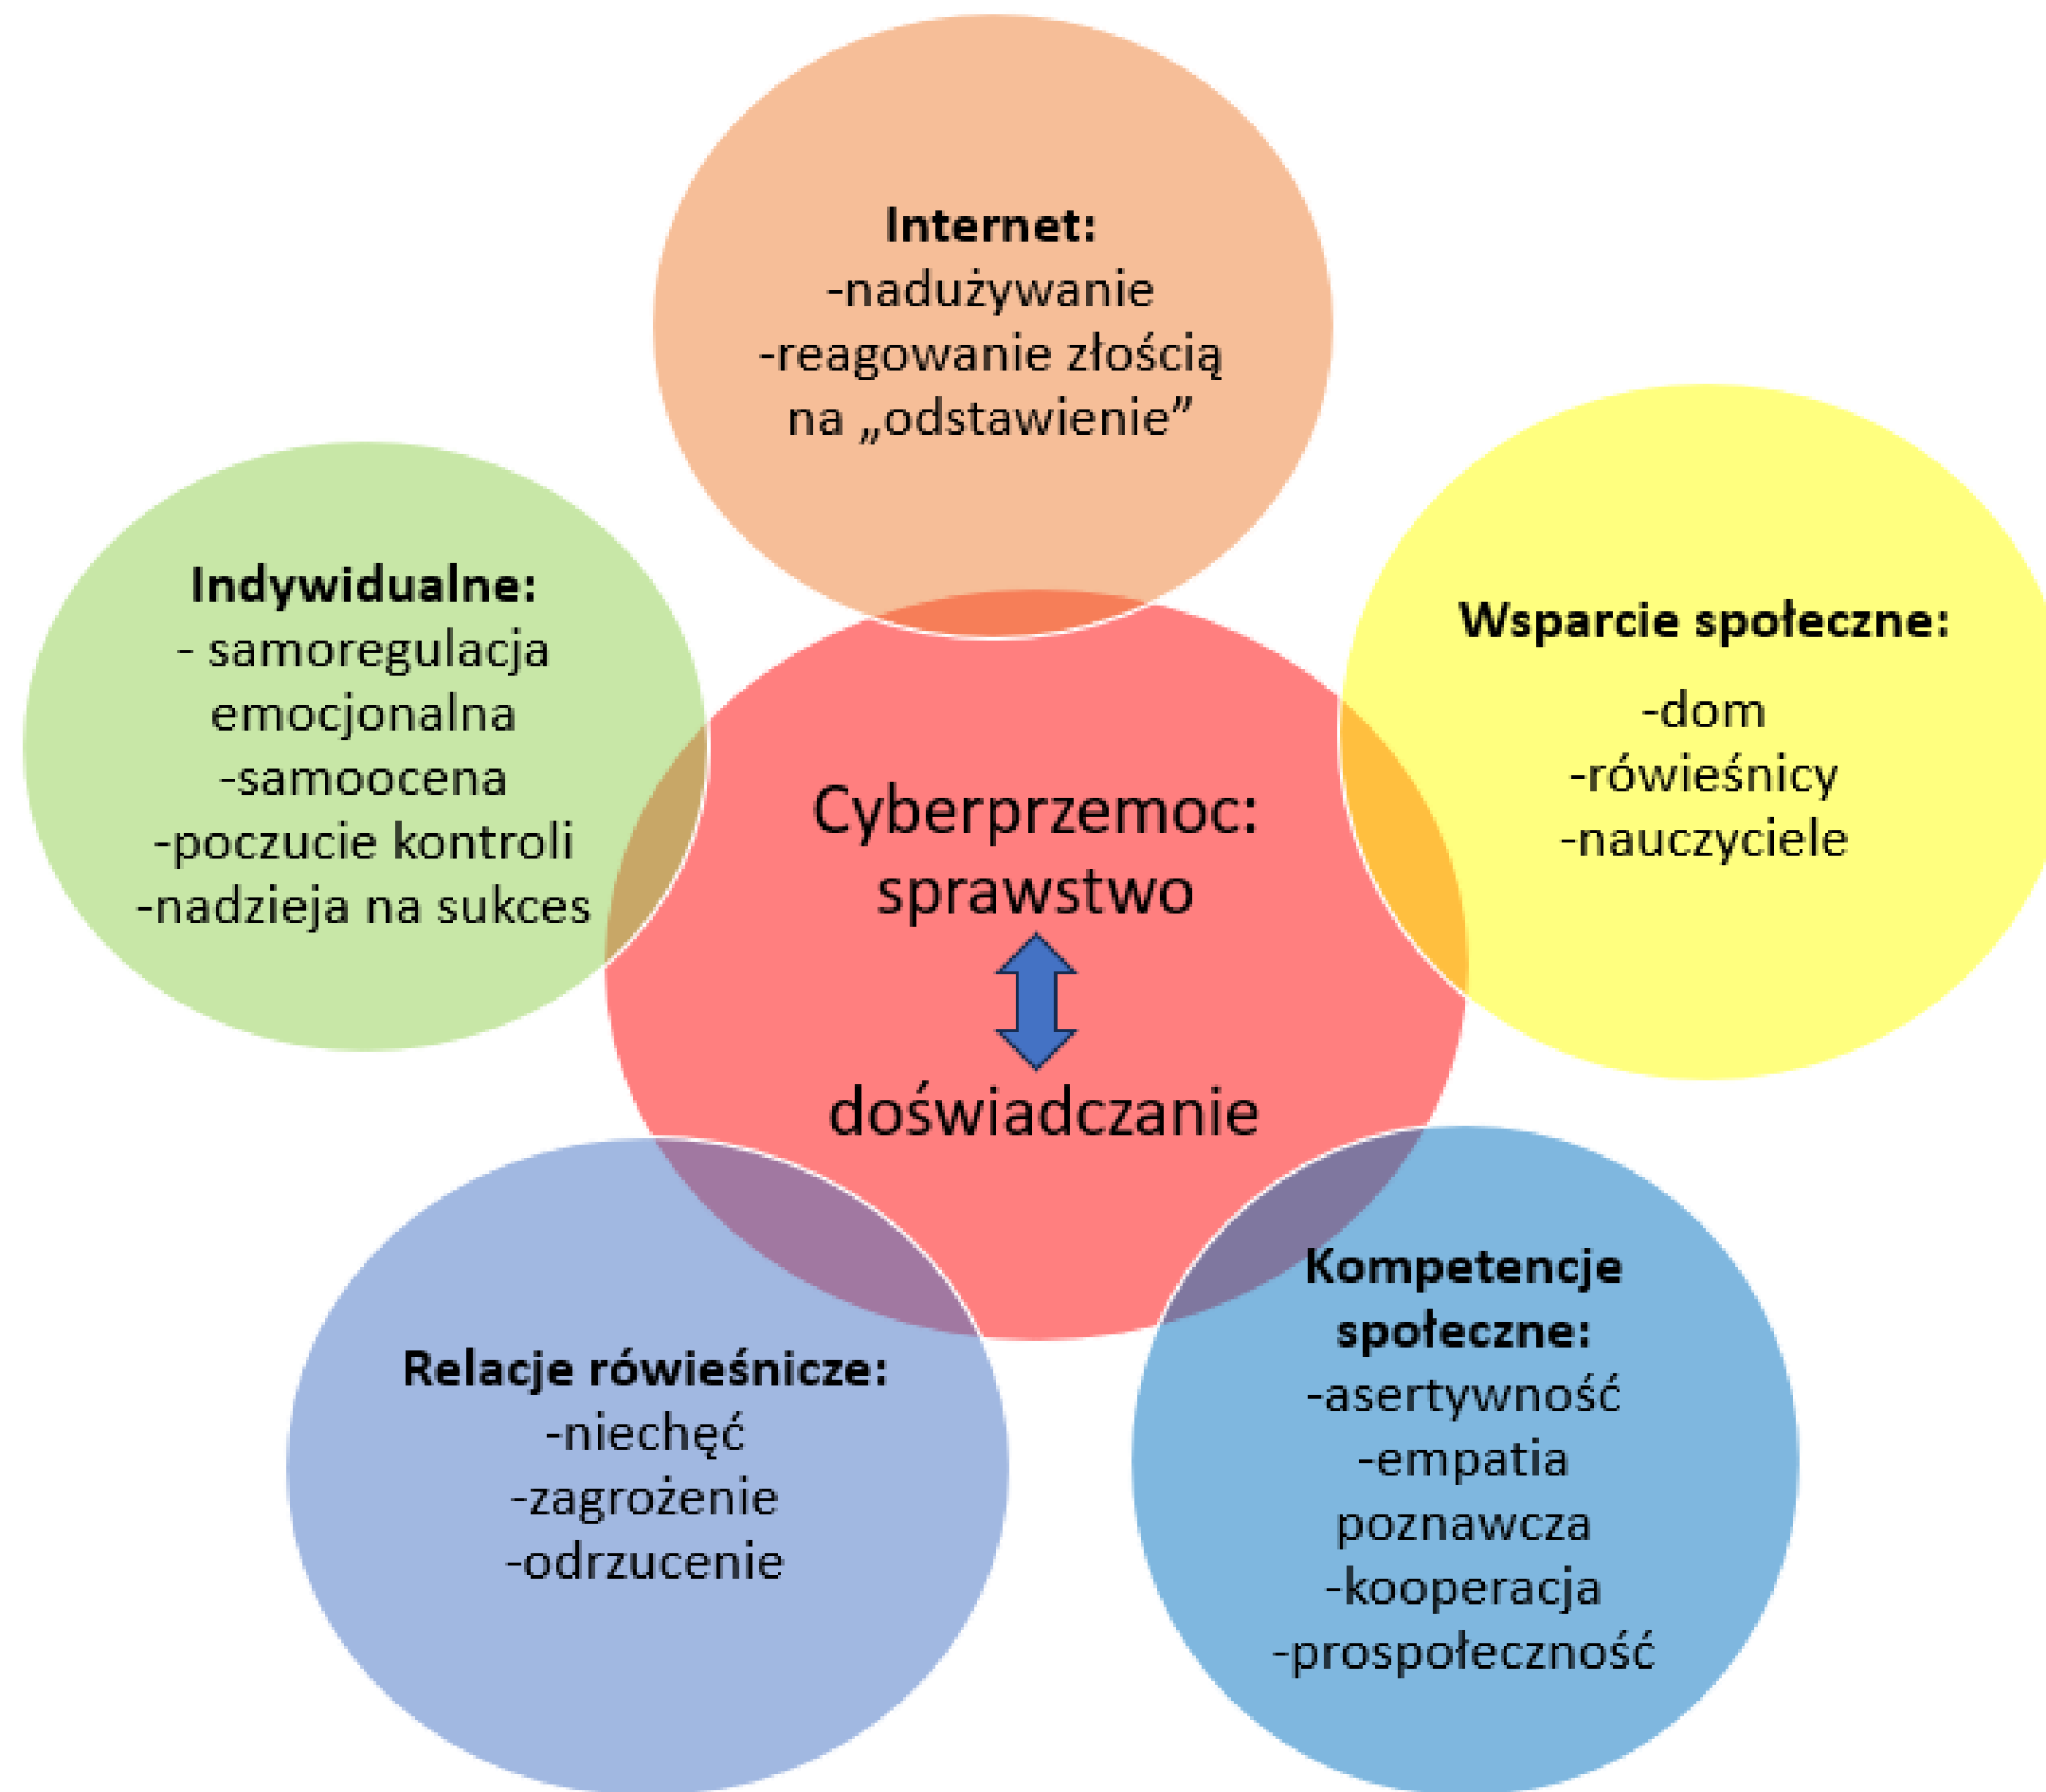 Internet:
-nadużywanie
-reagowanie złością
na „odstawienie”
Indywidualne:
- samoregulacja
emocjonalna
-samoocena
-poczucie kontroli
-nadzieja na sukces
Wsparcie społeczne:
-dom
-rówieśnicy
-nauczyciele
Cyberprzemoc:
sprawstwo
doświadczanie
Relacje rówieśnicze:
-niechęć
-zagrożenie
-odrzucenie
Kompetencje
społeczne:
-asertywność
-empatia
poznawcza
-kooperacja
-prospołeczność